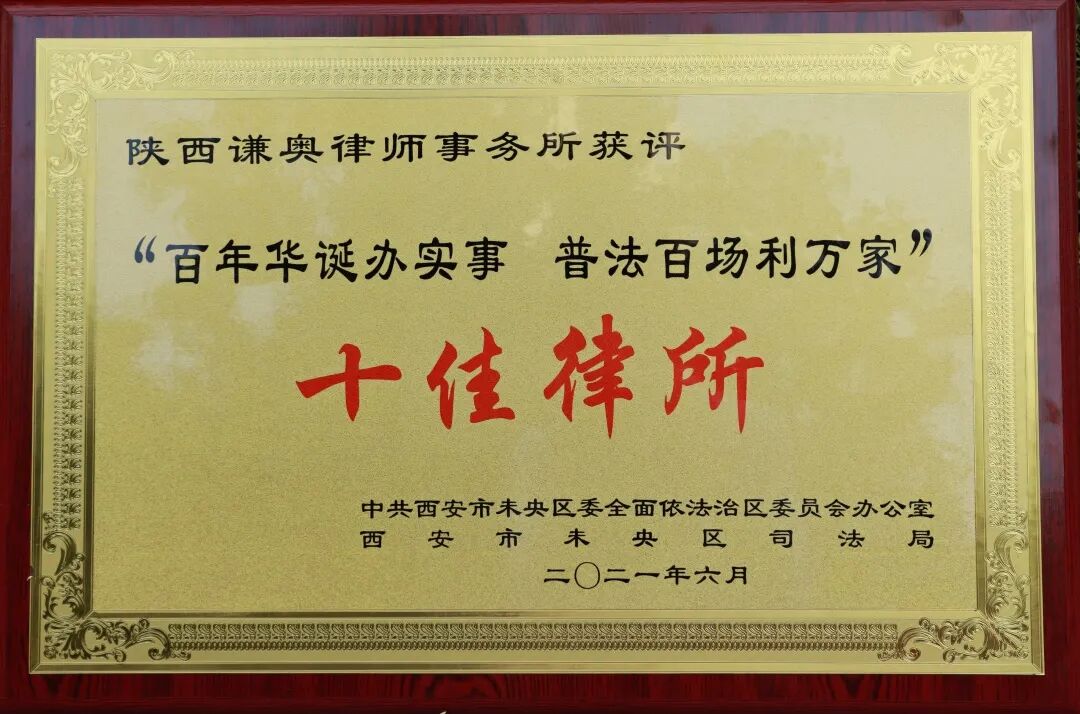 陕西谦奥律师事务所获评
“百年华诞办实事 普法百场利万家”
十佳律所
中共西安市未央区委全面依法治区委员会办公室
西安市未央区司法局
二〇二一年六月